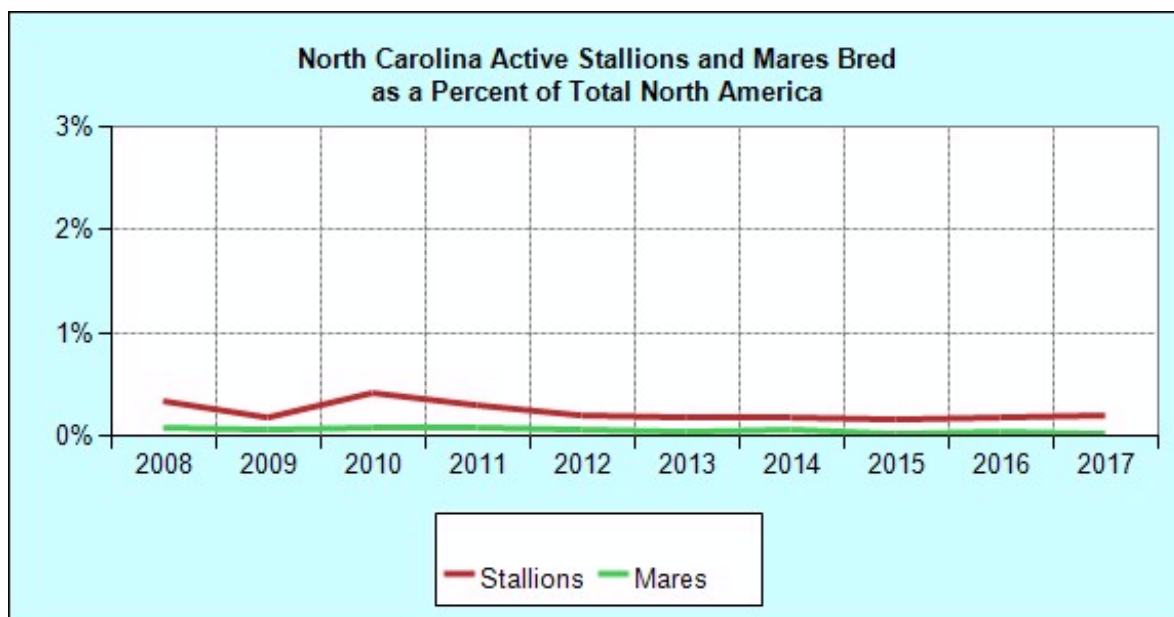 North Carolina Active Stallions and Mares Bred
as a Percent of Total North America
3%
2%
1%
0%
2008 2009 2010 2011 2012 2013 2014 2015 2016 2017
Stallions Mares